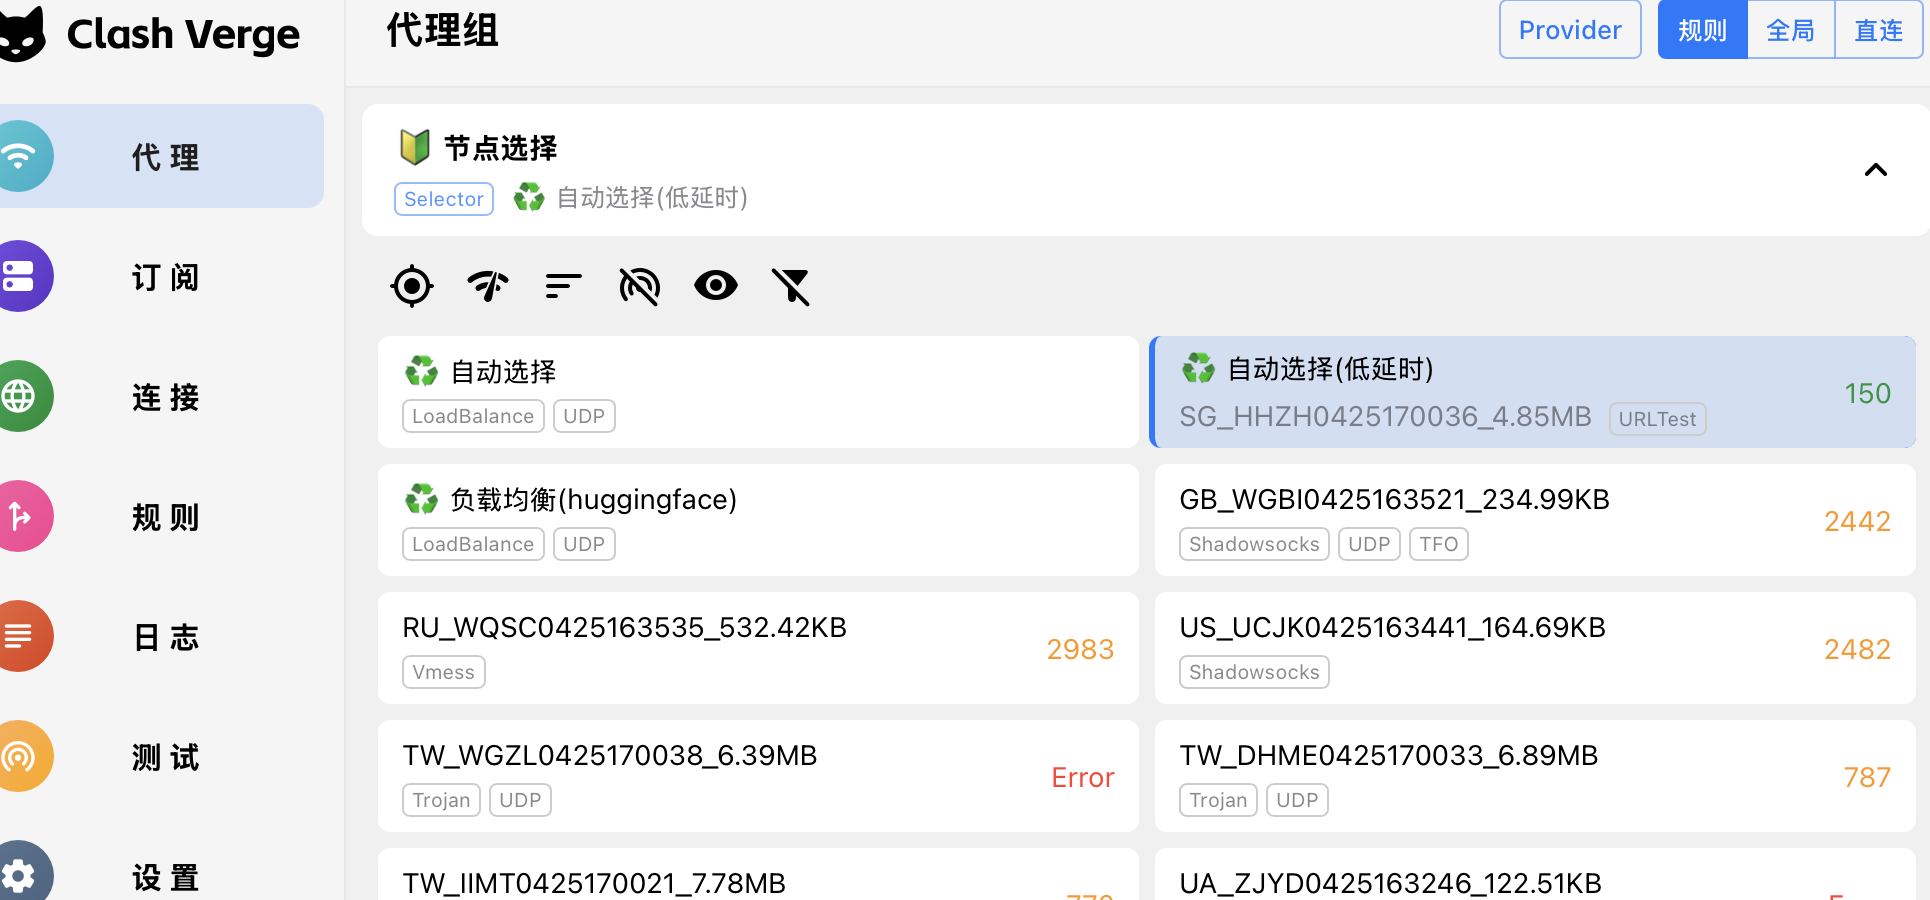 Clash Verge
代 理
订 阅
连 接
规 则
日 志
测 试
设 置
代理组
Provider
规则
全局
直连
节点选择
Selector
自动选择(低延时)
自动选择
LoadBalance
UDP
自动选择(低延时)
SG_HHZH0425170036_4.85MB
URLTest
150
负载均衡(huggingface)
LoadBalance
UDP
GB_WGBI0425163521_234.99KB
Shadowsocks
UDP
TFO
2442
RU_WQSC0425163535_532.42KB
Vmess
2983
US_UCJK0425163441_164.69KB
Shadowsocks
2482
TW_WGZL0425170038_6.39MB
Trojan
UDP
Error
TW_DHME0425170033_6.89MB
Trojan
UDP
787
TW_IIMT0425170021_7.78MB
UA_ZJYD0425163246_122.51KB